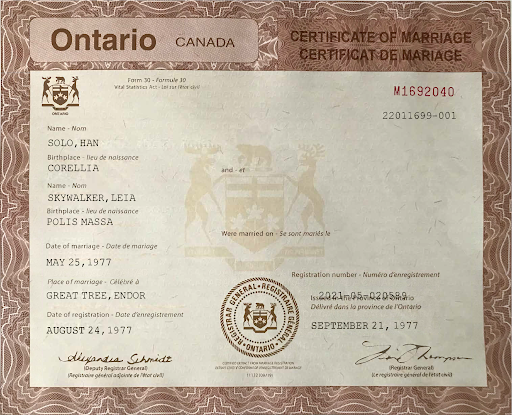 Ontario CANADA
CERTIFICATE OF MARRIAGE
CERTIFICAT DE MARIAGE
Form 30 - Formule 30
Vital Statistics Act - Loi sur l'état civil
ONTARIO
M1692040
22011699-001
Name - Nom
SOLO, HAN
Birthplace - lieu de naissance
CORELLIA
and - et
Name - Nom
SKYWALKER, LEIA
Birthplace - lieu de naissance
POLIS MASSA
Were married on - Se sont mariés le
Date of marriage - Date de mariage
MAY 25, 1977
Registration number - Numéro d'enregistrement
2021-05-020599
Place of marriage - Célébré à
GREAT TREE, ENDOR
Issued in the Province of Ontario
Délivré dans la province de l'Ontario
Date of registration - Date d'enregistrement
AUGUST 24, 1977
SEPTEMBER 21, 1977
REGISTRAR GENERAL • REGISTRAIRE GÉNÉRAL
• ONTARIO •
Alexandra Schmidt
(Deputy Registrar General)
(Registraire générale adjointe de l'état civil)
(Registrar General)
(Le registraire général de l'état civil)